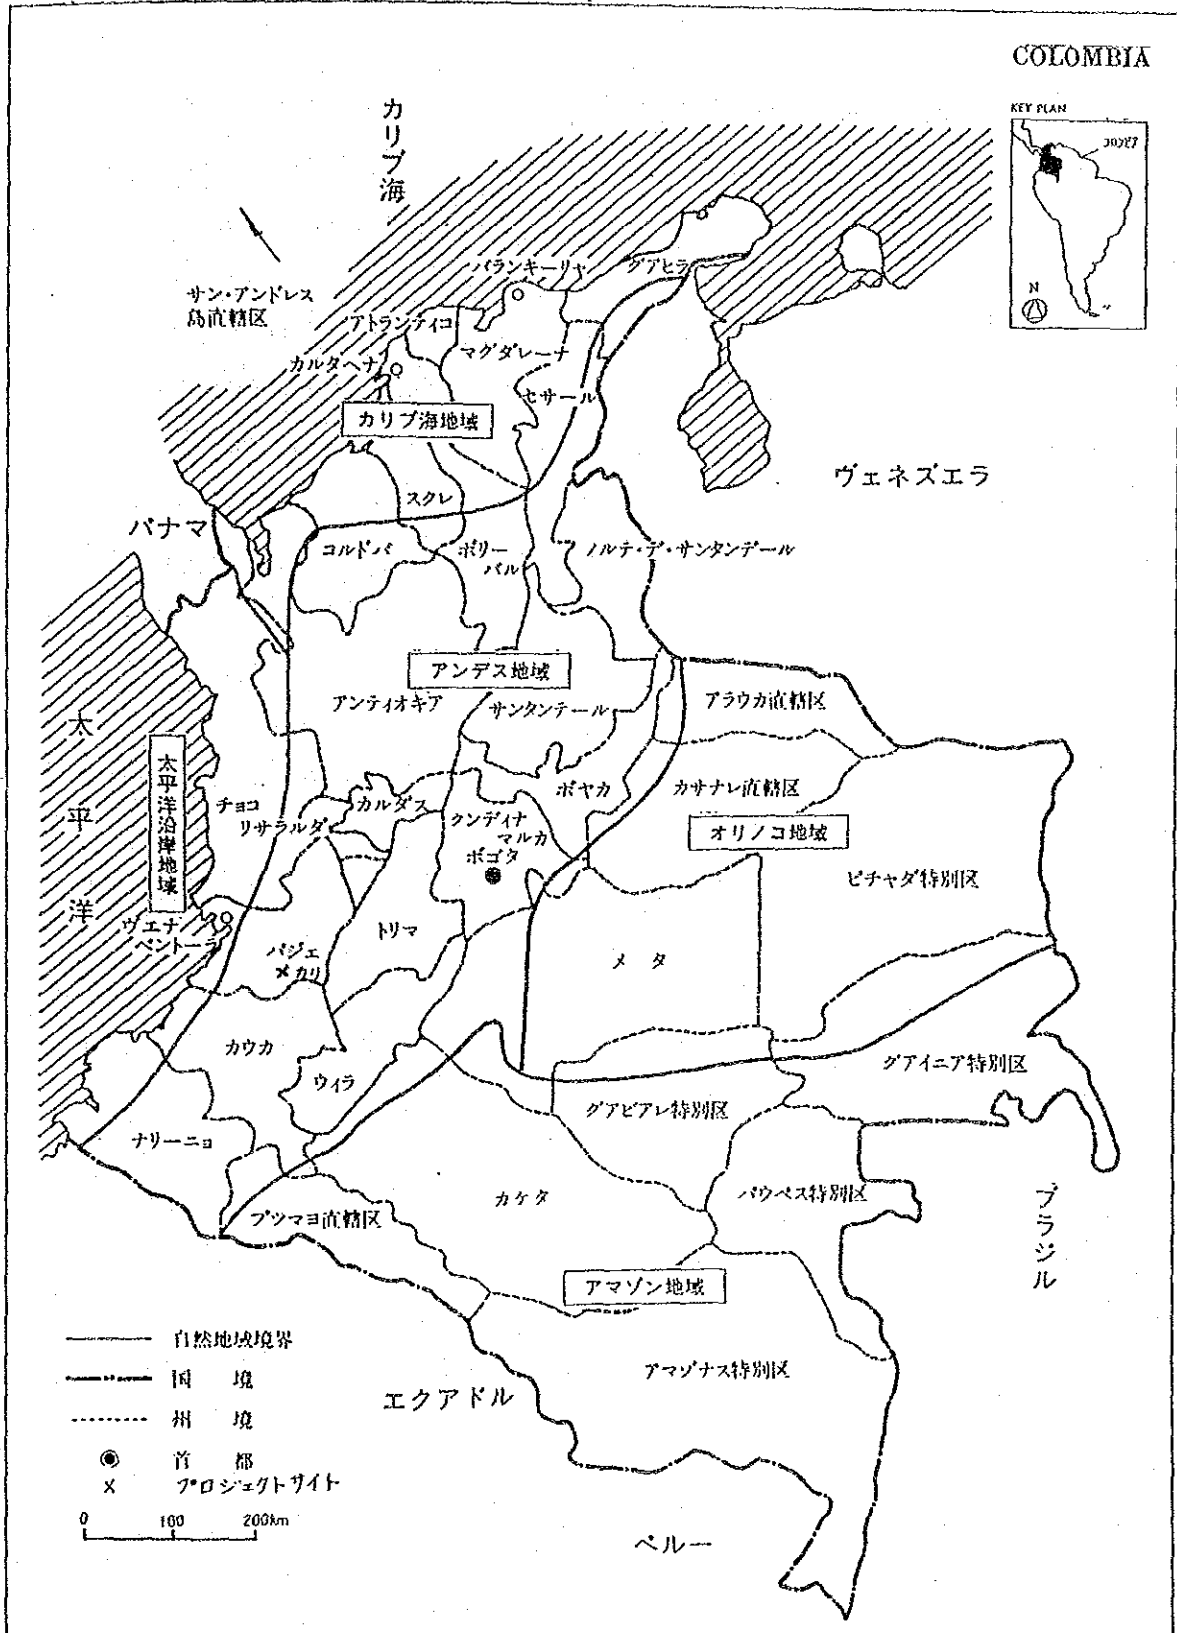 COLOMBIA
KEY PLAN
コロンビア
N
カリブ海
サン・アンドレス
島直轄区
バランキーリャ
グアヒラ
アトランティコ
マグダレーナ
カルタヘナ
セサール
カリブ海地域
ヴェネズエラ
スクレ
パナマ
コルドバ
ボリー
バル
ノルテ・デ・サンタンデール
アンデス地域
アンティオキア
サンタンテール
アラウカ直轄区
太平洋
太平洋沿岸地域
チョコ
リサラルダ
カルダス
ボヤカ
カサナレ直轄区
クンディナ
マルカ
ボゴタ
オリノコ地域
ビチャダ特別区
ヴエナ
ベントーラ
バジェ
×カリ
トリマ
メタ
カウカ
ウィラ
グアイニア特別区
グアビアレ特別区
ナリーニョ
カケタ
バウペス特別区
プツマヨ直轄区
ブラジル
アマゾン地域
アマゾナス特別区
エクアドル
ペルー
自然地域境界
国 境
州 境
首 都
× プロジェクトサイト
0 100 200km